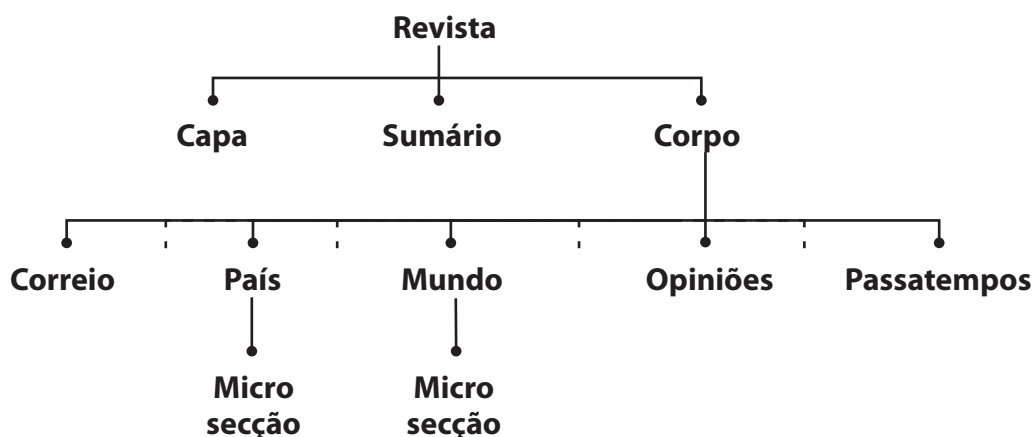 Revista
Capa Sumário Corpo
Correio País Mundo Opiniões Passatempos
Micro Micro
secção secção